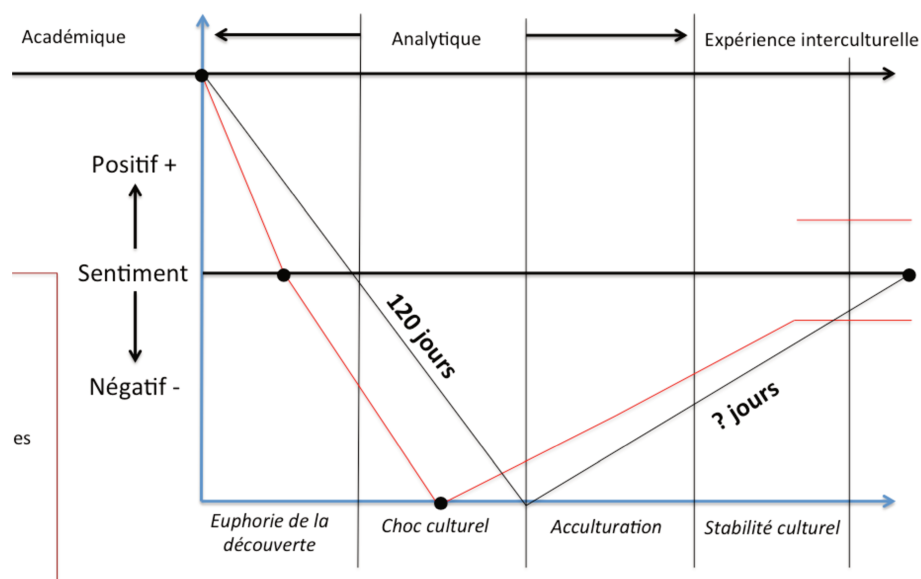 Académique
Analytique
Expérience interculturelle
Positif +
Sentiment
Négatif -
120 jours
? jours
es
Euphorie de la
découverte
Choc culturel
Acculturation
Stabilité culturel